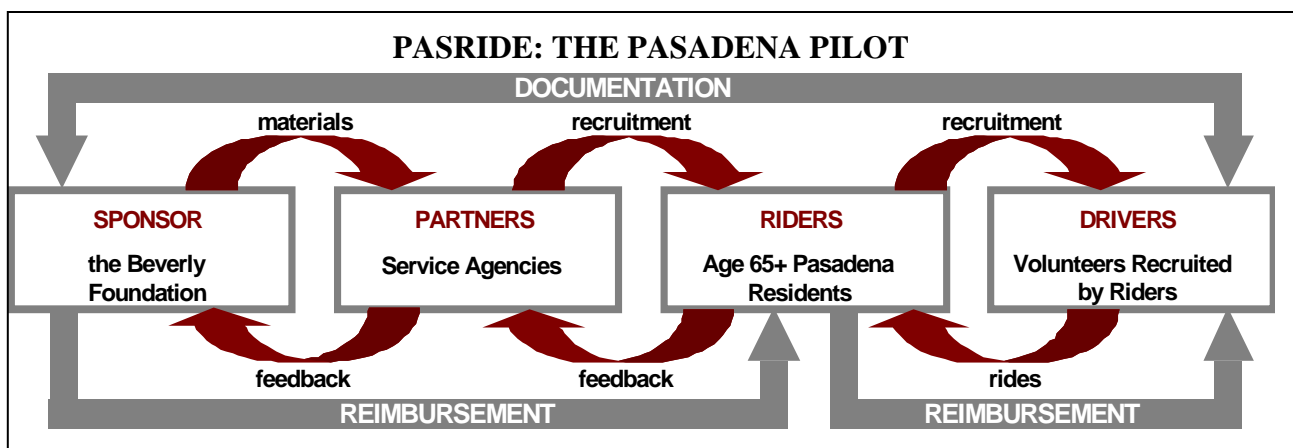 PASRIDE: THE PASADENA PILOT
DOCUMENTATION
materials
recruitment
recruitment
SPONSOR
the Beverly
Foundation
PARTNERS
Service Agencies
RIDERS
Age 65+ Pasadena
Residents
DRIVERS
Volunteers Recruited
by Riders
feedback
feedback
rides
REIMBURSEMENT
REIMBURSEMENT